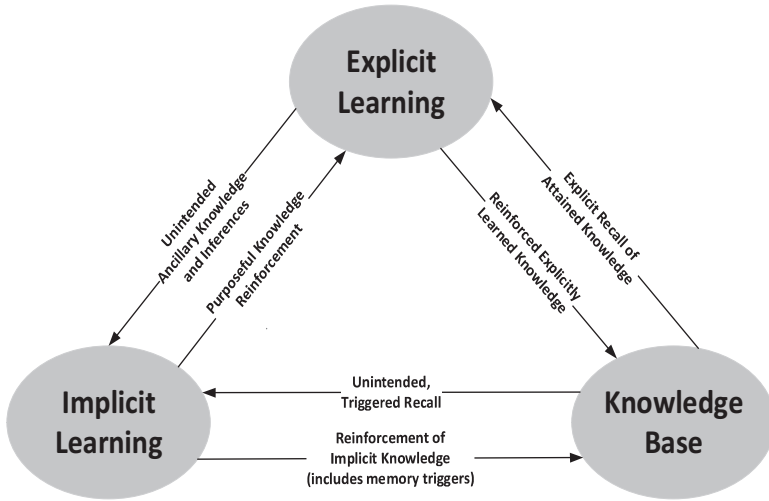 Explicit
Learning
Unintended
Ancillary Knowledge
and Inferences
Purposeful Knowledge
Reinforcement
Reinforced Explicitly
Learned Knowledge
Explicit Recall of
Attained Knowledge
Implicit
Learning
Unintended,
Triggered Recall
Reinforcement of
Implicit Knowledge
(includes memory triggers)
Knowledge
Base